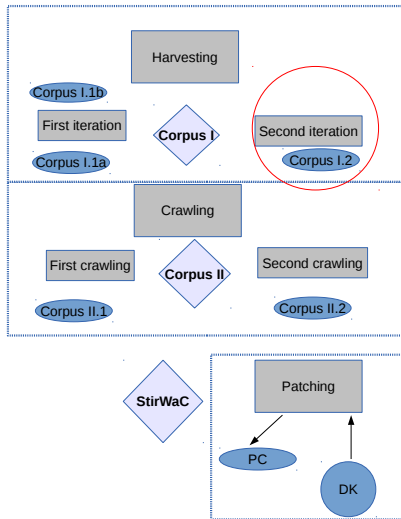 Harvesting
Corpus I.1b
First iteration
Corpus I
Second iteration
Corpus I.1a
Corpus I.2
Crawling
First crawling
Corpus II
Second crawling
Corpus II.1
Corpus II.2
Patching
StirWaC
PC
DK